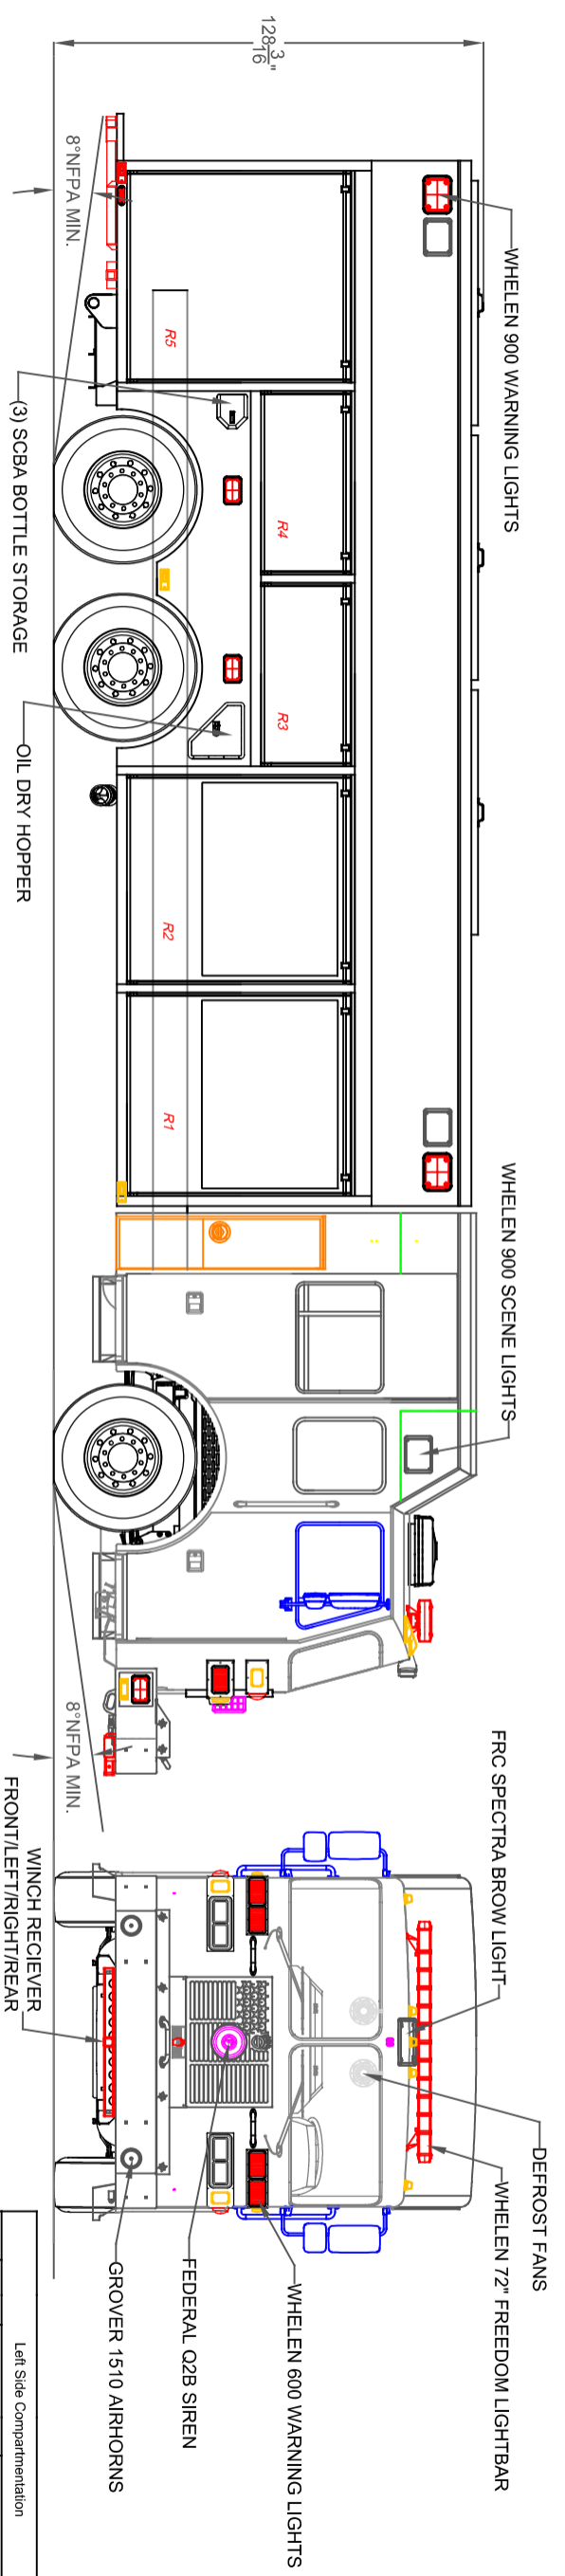 128 3/16"
8°NFPA MIN.
WHELEN 900 WARNING LIGHTS
R5
R4
R3
R2
R1
(3) SCBA BOTTLE STORAGE
OIL DRY HOPPER
WHELEN 900 SCENE LIGHTS
8°NFPA MIN.
FRC SPECTRA BROW LIGHT
DEFROST FANS
WHELEN 72" FREEDOM LIGHTBAR
WHELEN 600 WARNING LIGHTS
FEDERAL Q2B SIREN
GROVER 1510 AIRHORNS
WINCH RECIEVER
FRONT/LEFT/RIGHT/REAR
Left Side Compartmentation